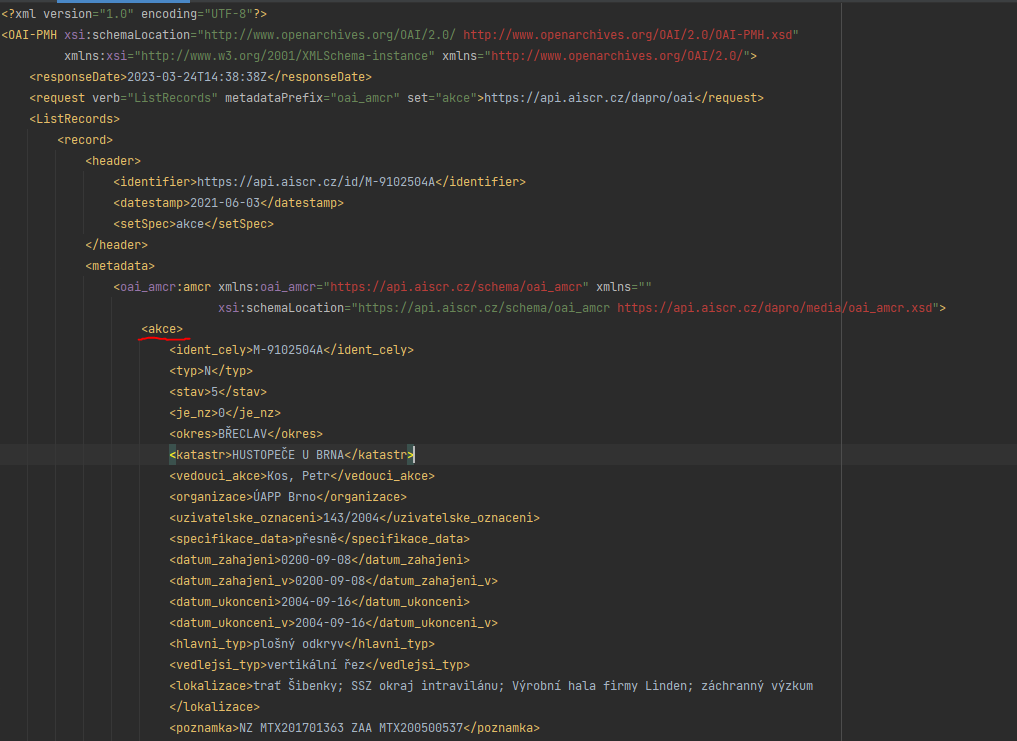 <?xml version="1.0" encoding="UTF-8"?>
<OAI-PMH xsi:schemaLocation="http://www.openarchives.org/OAI/2.0/ http://www.openarchives.org/OAI/2.0/OAI-PMH.xsd"
xmlns:xsi="http://www.w3.org/2001/XMLSchema-instance" xmlns="http://www.openarchives.org/OAI/2.0/">
<responseDate>2023-03-24T14:38:38Z</responseDate>
<request verb="ListRecords" metadataPrefix="oai_amcr" set="akce">https://api.aiscr.cz/dapro/oai</request>
<ListRecords>
<record>
<header>
<identifier>https://api.aiscr.cz/id/M-9102504A</identifier>
<datestamp>2021-06-03</datestamp>
<setSpec>akce</setSpec>
</header>
<metadata>
<oai_amcr:amcr xmlns:oai_amcr="https://api.aiscr.cz/schema/oai_amcr" xmlns=""
xsi:schemaLocation="https://api.aiscr.cz/schema/oai_amcr https://api.aiscr.cz/dapro/media/oai_amcr.xsd">
<akce>
<ident_cely>M-9102504A</ident_cely>
<typ>N</typ>
<stav>5</stav>
<je_nz>0</je_nz>
<okres>BŘECLAV</okres>
<katastr>HUSTOPEČE U BRNA</katastr>
<vedouci_akce>Kos, Petr</vedouci_akce>
<organizace>ÚAPP Brno</organizace>
<uzivatelske_oznaceni>143/2004</uzivatelske_oznaceni>
<specifikace_data>přesně</specifikace_data>
<datum_zahajeni>0200-09-08</datum_zahajeni>
<datum_zahajeni_v>0200-09-08</datum_zahajeni_v>
<datum_ukonceni>2004-09-16</datum_ukonceni>
<datum_ukonceni_v>2004-09-16</datum_ukonceni_v>
<hlavni_typ>plošný odkryv</hlavni_typ>
<vedlejsi_typ>vertikální řez</vedlejsi_typ>
<lokalizace>trať Šibenky; SSZ okraj intravilánu; Výrobní hala firmy Linden; záchranný výzkum
</lokalizace>
<poznamka>NZ MTX201701363 ZAA MTX200500537</poznamka>